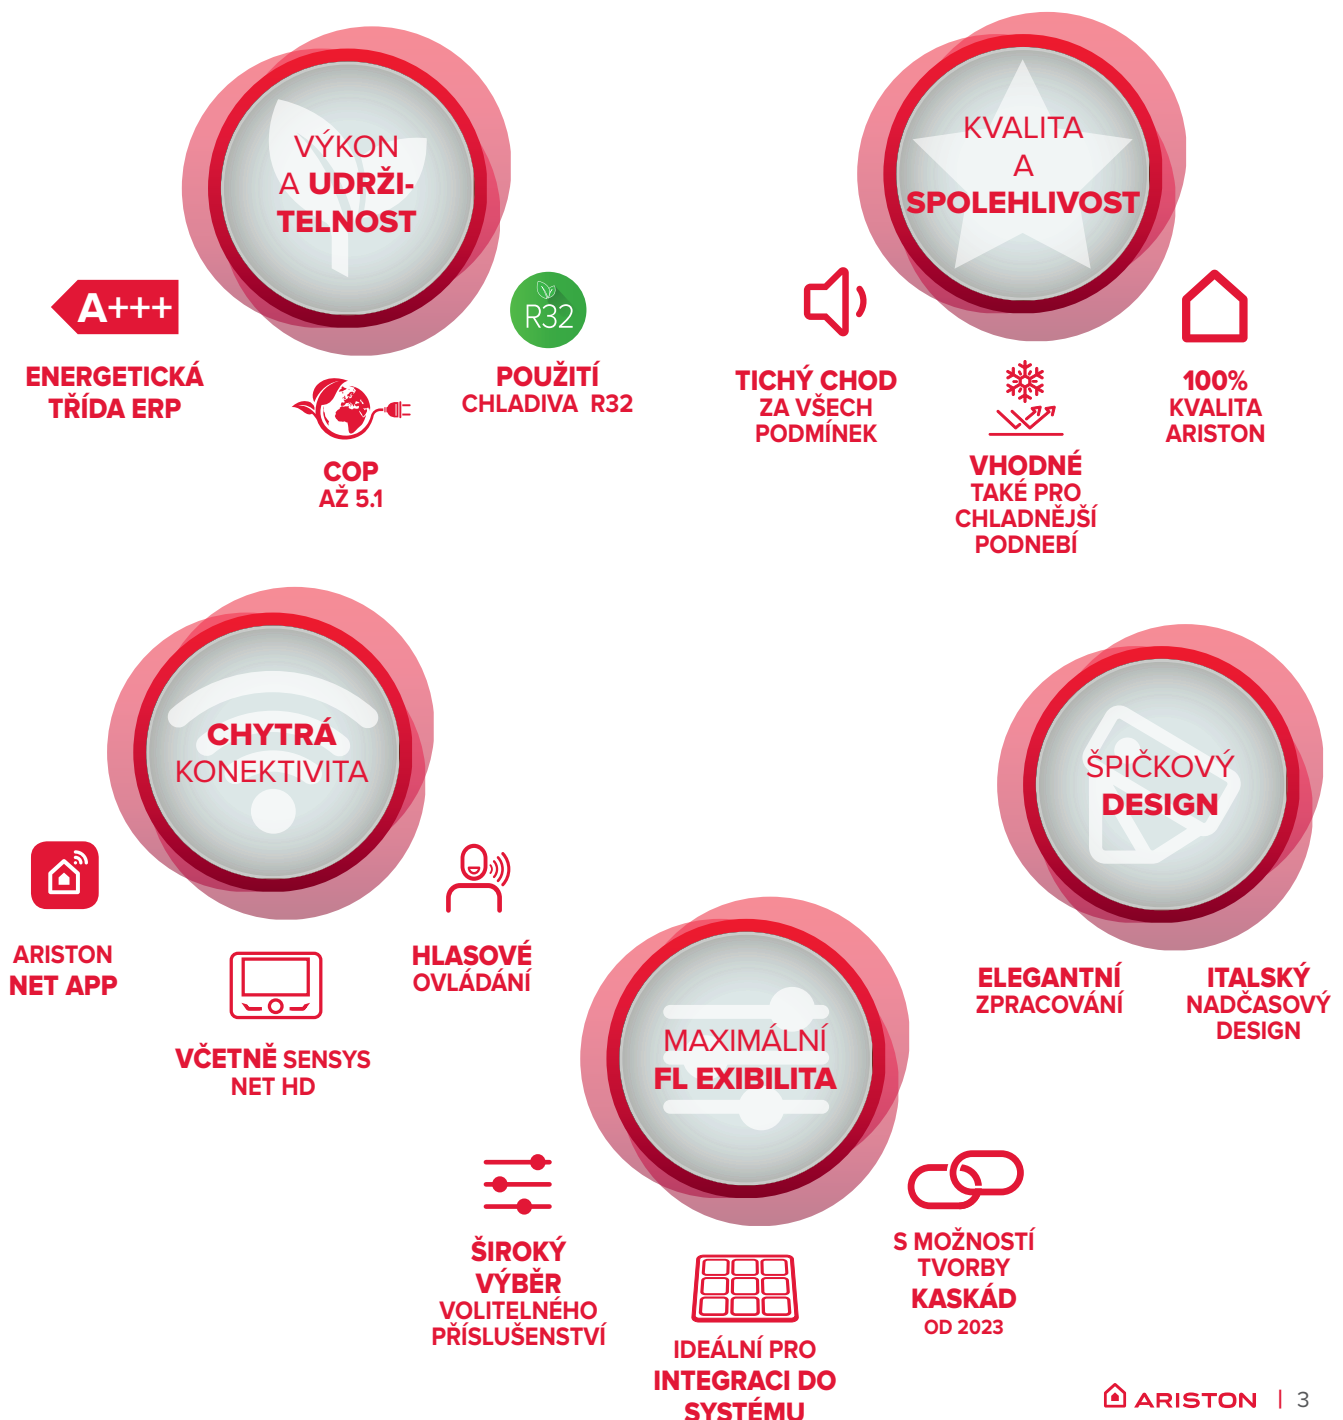 VÝKON
A UDRŽI-
TELNOST
A+++
ENERGETICKÁ
TŘÍDA ERP
COP
AŽ 5.1
R32
POUŽITÍ
CHLADIVA R32
KVALITA
A
SPOLEHLIVOST
TICHÝ CHOD
ZA VŠECH
PODMÍNEK
VHODNÉ
TAKÉ PRO
CHLADNĚJŠÍ
PODNEBÍ
100%
KVALITA
ARISTON
CHYTRÁ
KONEKTIVITA
ARISTON
NET APP
VČETNĚ SENSYS
NET HD
HLASOVÉ
OVLÁDÁNÍ
ŠPIČKOVÝ
DESIGN
ELEGANTNÍ
ZPRACOVÁNÍ
ITALSKÝ
NADČASOVÝ
DESIGN
MAXIMÁLNÍ
FL EXIBILITA
ŠIROKÝ
VÝBĚR
VOLITELNÉHO
PŘÍSLUŠENSTVÍ
IDEÁLNÍ PRO
INTEGRACI DO
SYSTÉMU
S MOŽNOSTÍ
TVORBY
KASKÁD
OD 2023
ARISTON | 3